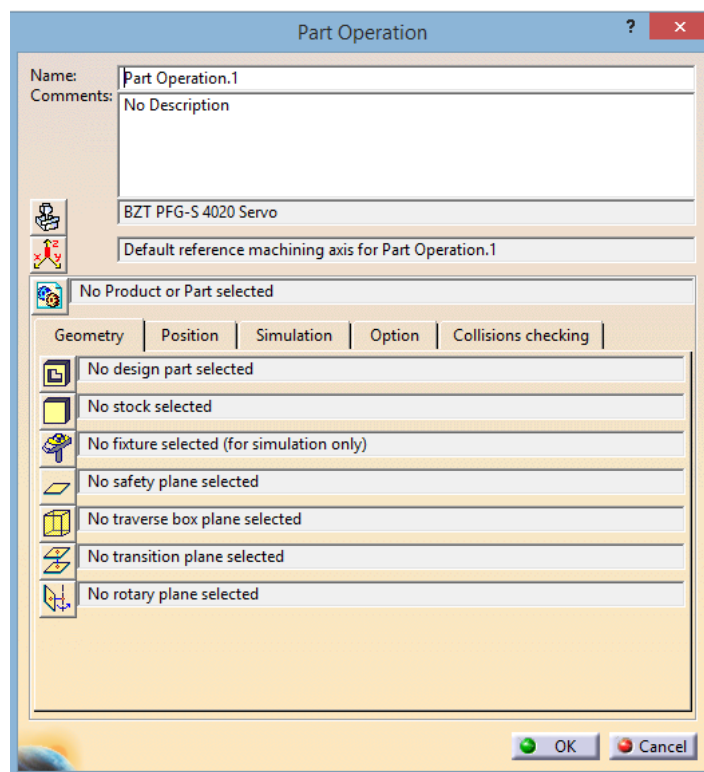 Part Operation
?
×
Name:
Part Operation.1
Comments:
No Description
BZT PFG-S 4020 Servo
z
x y
Default reference machining axis for Part Operation.1
No Product or Part selected
Geometry Position Simulation Option Collisions checking
No design part selected
No stock selected
No fixture selected (for simulation only)
No safety plane selected
No traverse box plane selected
No transition plane selected
No rotary plane selected
OK Cancel